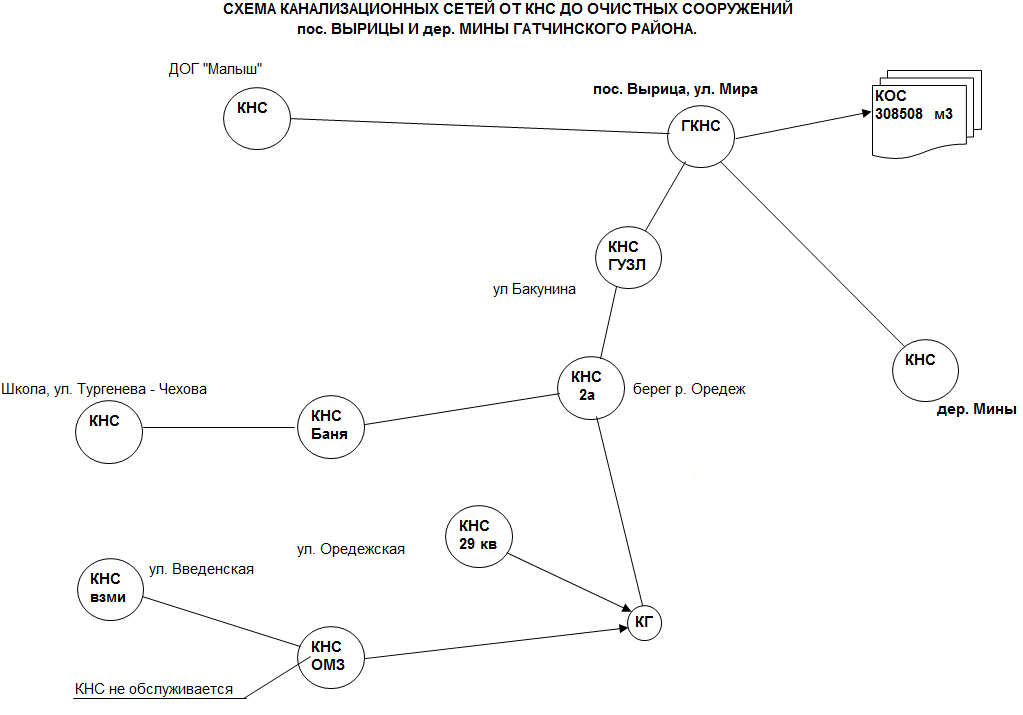 СХЕМА КАНАЛИЗАЦИОННЫХ СЕТЕЙ ОТ КНС ДО ОЧИСТНЫХ СООРУЖЕНИЙ
пос. ВЫРИЦЫ И дер. МИНЫ ГАТЧИНСКОГО РАЙОНА.
ДОГ "Малыш"
КНС
пос. Вырица, ул. Мира
ГКНС
КОС
308508 м3
КНС
ГУЗЛ
ул Бакунина
КНС
дер. Мины
КНС
2а
берег р. Оредеж
Школа, ул. Тургенева - Чехова
КНС
КНС
Баня
КНС
29 кв
ул. Оредежская
ул. Введенская
КНС
взми
КГ
КНС
ОМЗ
КНС не обслуживается